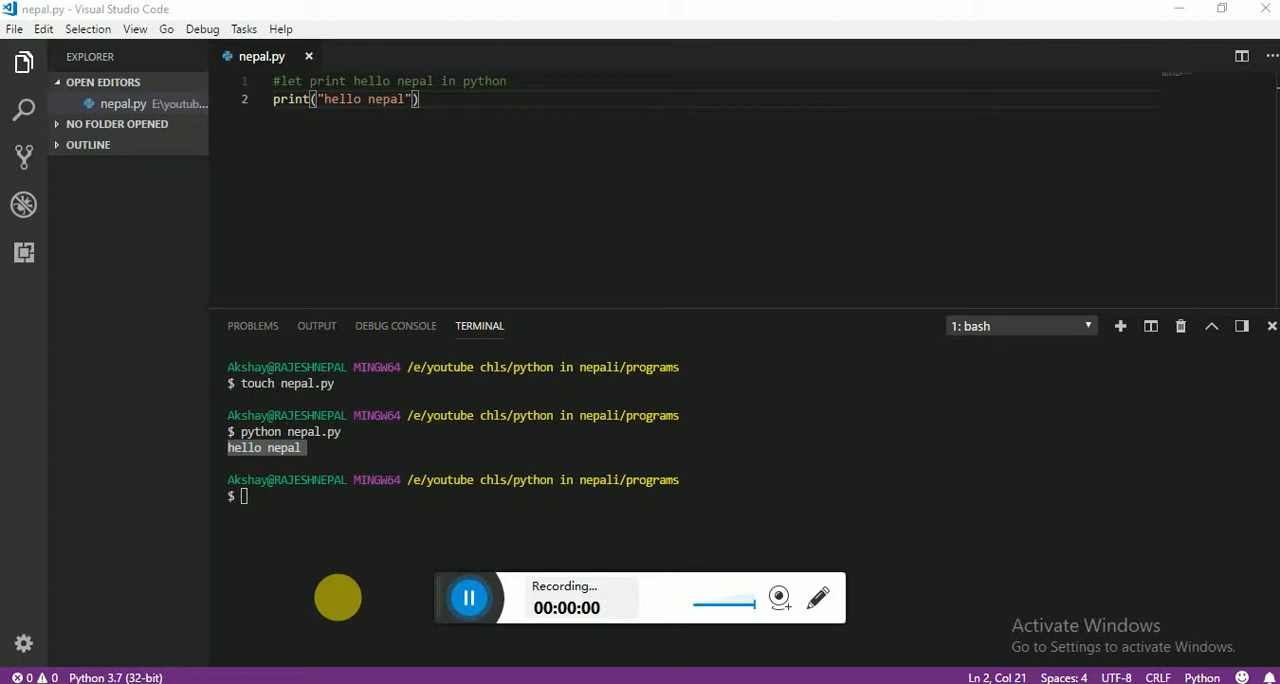 nepal.py - Visual Studio Code
File Edit Selection View Go Debug Tasks Help
EXPLORER
OPEN EDITORS
nepal.py E\youtub...
NO FOLDER OPENED
OUTLINE
nepal.py
1 #let print hello nepal in python
2 print("hello nepal")
PROBLEMS OUTPUT DEBUG CONSOLE TERMINAL
1: bash
Akshay@RAJESHNEPAL MINGW64 /e/youtube chls/python in nepali/programs
$ touch nepal.py
Akshay@RAJESHNEPAL MINGW64 /e/youtube chls/python in nepali/programs
$ python nepal.py
hello nepal
Akshay@RAJESHNEPAL MINGW64 /e/youtube chls/python in nepali/programs
$
Recording...
00:00:00
Activate Windows
Go to Settings to activate Windows.
0 0 Python 3.7 (32-bit) Ln 2, Col 21 Spaces: 4 UTF-8 CRLF Python